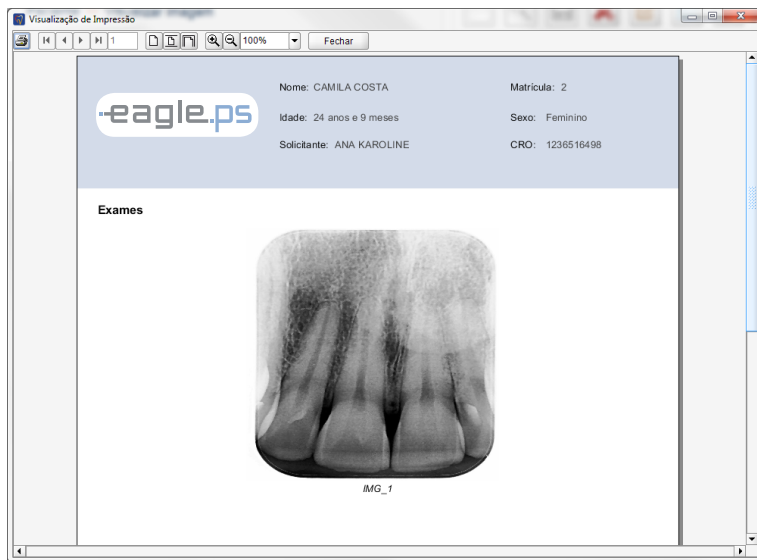 Visualização de Impressão
1
100%
Fechar
eagle.ps
Nome: CAMILA COSTA
Matrícula: 2
Idade: 24 anos e 9 meses
Sexo: Feminino
Solicitante: ANA KAROLINE
CRO: 1236516498
Exames
IMG_1